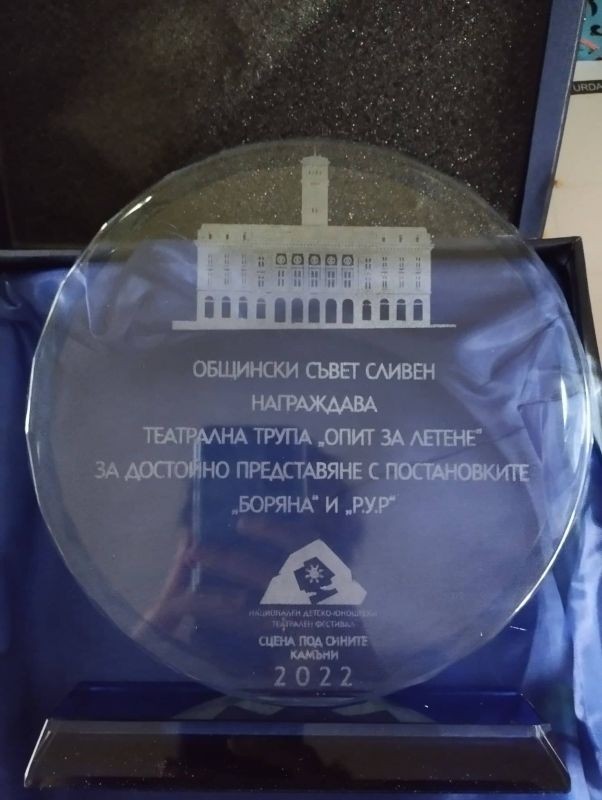 URDA
ОБЩИНСКИ СЪВЕТ СЛИВЕН
НАГРАЖДАВА
ТЕАТРАЛНА ТРУПА „ОПИТ ЗА ЛЕТЕНЕ“
ЗА ДОСТОЙНО ПРЕДСТАВЯНЕ С ПОСТАНОВКИТЕ
„БОРЯНА“ И „Р.У.Р“
НАЦИОНАЛЕН ДЕТСКО-ЮНОШЕСКИ
ТЕАТРАЛЕН ФЕСТИВАЛ
СЦЕНА ПОД СИНИТЕ
КАМЪНИ
2022